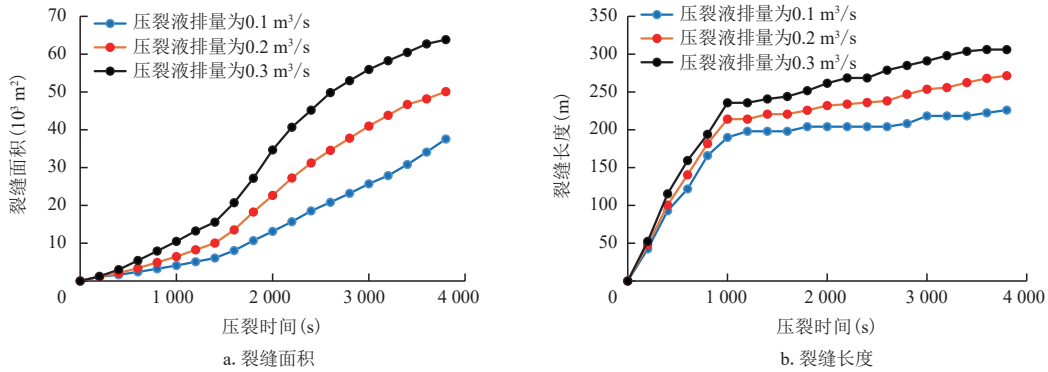 压裂液排量为0.1 m³/s
压裂液排量为0.2 m³/s
压裂液排量为0.3 m³/s
裂缝面积(10³ m²)
70
60
50
40
30
20
10
0
1 000
2 000
3 000
4 000
压裂时间(s)
a. 裂缝面积
压裂液排量为0.1 m³/s
压裂液排量为0.2 m³/s
压裂液排量为0.3 m³/s
裂缝长度(m)
350
300
250
200
150
100
50
0
1 000
2 000
3 000
4 000
压裂时间(s)
b. 裂缝长度